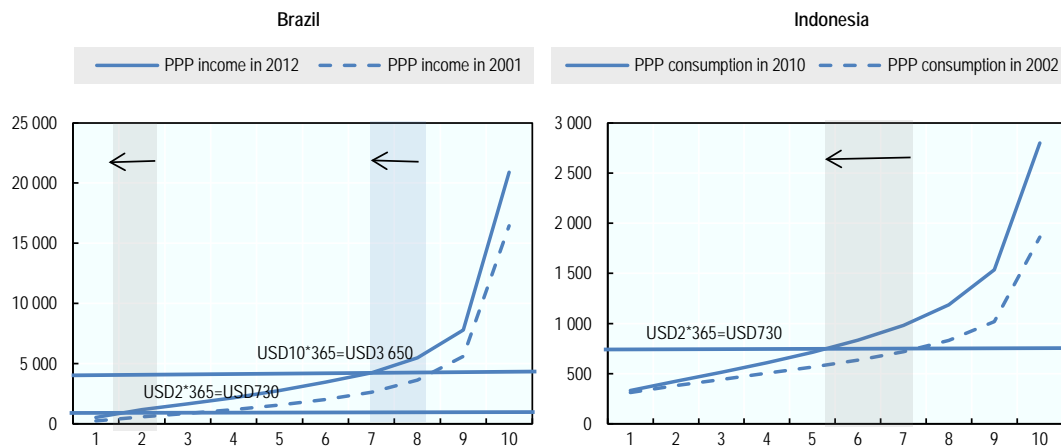 Brazil
Indonesia
PPP income in 2012
PPP income in 2001
PPP consumption in 2010
PPP consumption in 2002
25 000
20 000
15 000
10 000
5 000
0
USD10*365=USD3 650
USD2*365=USD730
1 2 3 4 5 6 7 8 9 10
3 000
2 500
2 000
1 500
1 000
500
0
USD2*365=USD730
1 2 3 4 5 6 7 8 9 10